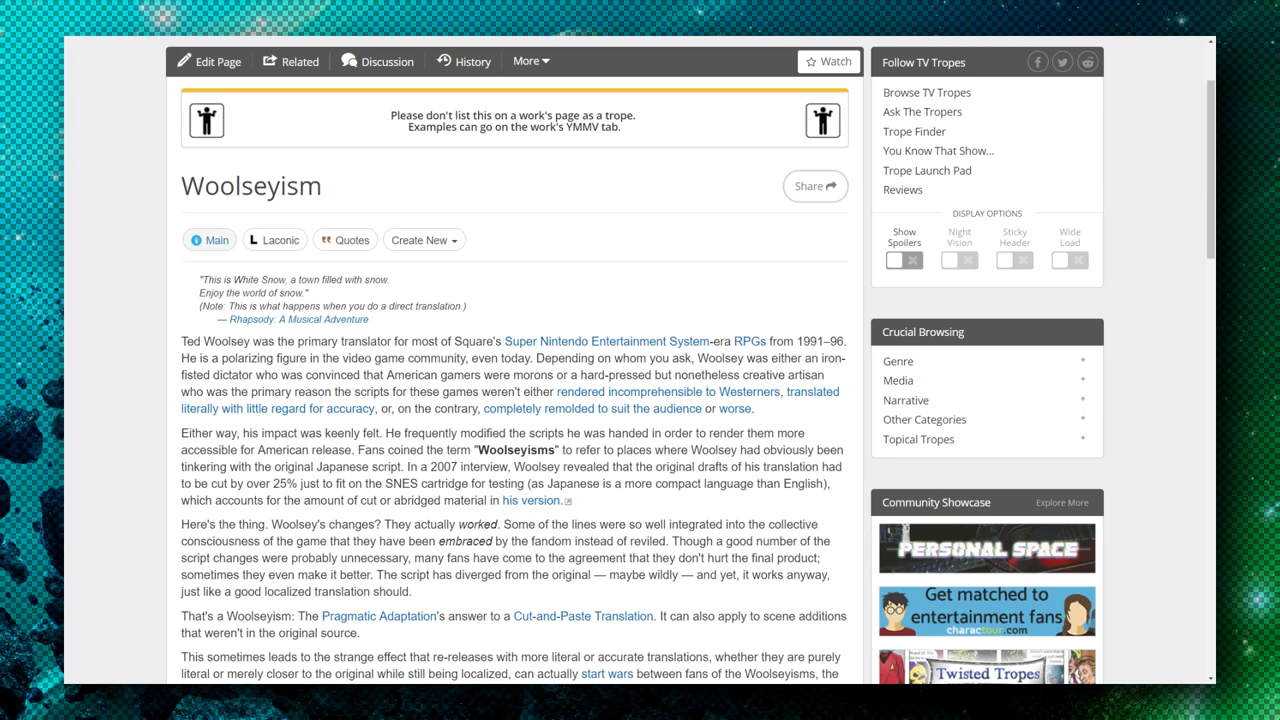 Edit Page Related Discussion History More Watch
Please don't list this on a work's page as a trope.
Examples can go on the work's YMMV tab.
Woolseyism
Share
Main Laconic Quotes Create New
"This is White Snow, a town filled with snow.
Enjoy the world of snow."
(Note: This is what happens when you do a direct translation.)
— Rhapsody: A Musical Adventure
Ted Woolsey was the primary translator for most of Square's Super Nintendo Entertainment System-era RPGs from 1991–96.
He is a polarizing figure in the video game community, even today. Depending on whom you ask, Woolsey was either an iron-
fisted dictator who was convinced that American gamers were morons or a hard-pressed but nonetheless creative artisan
who was the primary reason the scripts for these games weren't either rendered incomprehensible to Westerners, translated
literally with little regard for accuracy, or, on the contrary, completely remolded to suit the audience or worse.
Either way, his impact was keenly felt. He frequently modified the scripts he was handed in order to render them more
accessible for American release. Fans coined the term "Woolseyisms" to refer to places where Woolsey had obviously been
tinkering with the original Japanese script. In a 2007 interview, Woolsey revealed that the original drafts of his translation had
to be cut by over 25% just to fit on the SNES cartridge for testing (as Japanese is a more compact language than English),
which accounts for the amount of cut or abridged material in his version.
Here's the thing. Woolsey's changes? They actually worked. Some of the lines were so well integrated into the collective
consciousness of the game that they have been embraced by the fandom instead of reviled. Though a good number of the
script changes were probably unnecessary, many fans have come to the agreement that they don't hurt the final product;
sometimes they even make it better. The script has diverged from the original — maybe wildly — and yet, it works anyway,
just like a good localized translation should.
That's a Woolseyism: The Pragmatic Adaptation's answer to a Cut-and-Paste Translation. It can also apply to scene additions
that weren't in the original source.
This sometimes leads to the strange effect that re-releases with more literal or accurate translations, whether they are purely
literal or merely closer to the original while still being localized, can actually start wars between fans of the Woolseyisms, the
Follow TV Tropes
Browse TV Tropes
Ask The Tropers
Trope Finder
You Know That Show...
Trope Launch Pad
Reviews
DISPLAY OPTIONS
Show Spoilers
Night Vision
Sticky Header
Wide Load
Crucial Browsing
Genre
Media
Narrative
Other Categories
Topical Tropes
Community Showcase Explore More
PERSONAL SPACE
Get matched to
entertainment fans
charactour.com
Twisted Tropes